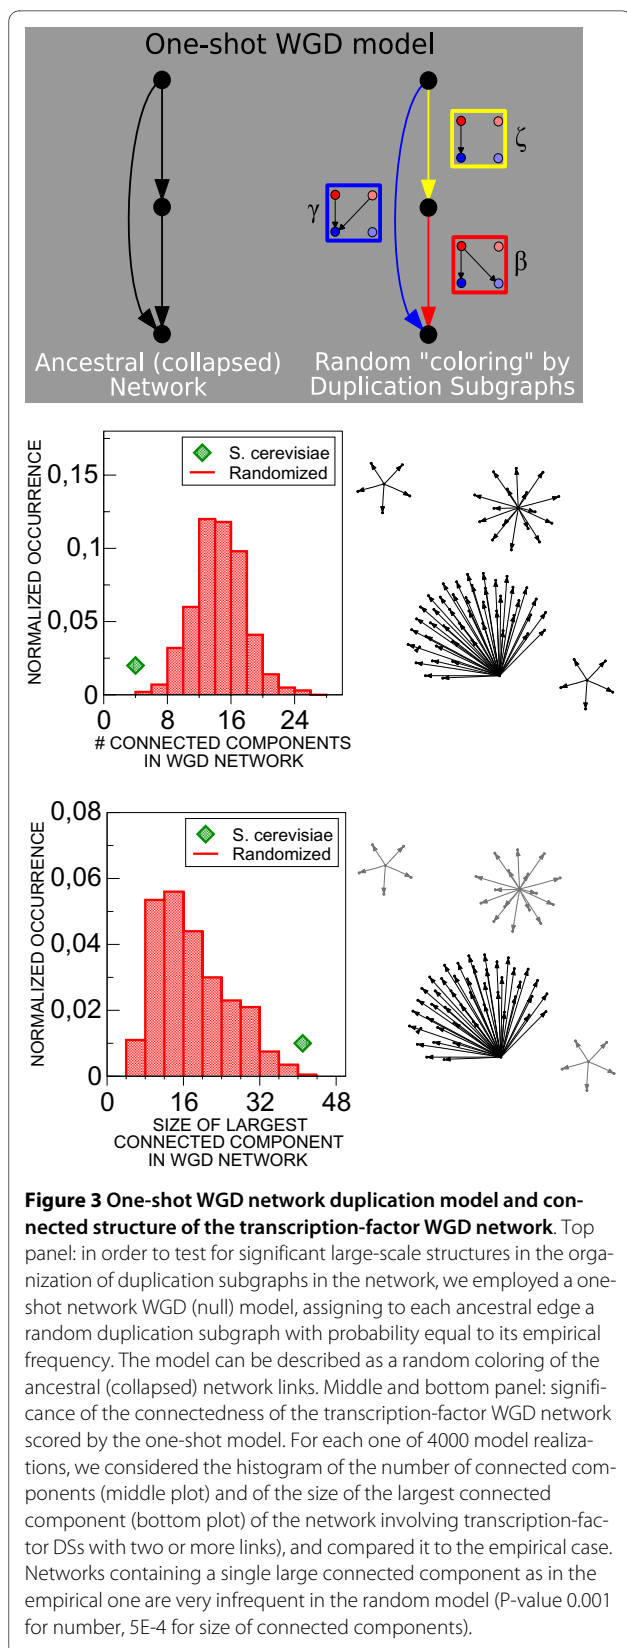 One-shot WGD model
ζ
γ
β
Ancestral (collapsed)
Network
Random "coloring" by
Duplication Subgraphs
NORMALIZED OCCURRENCE
0,15
0,1
0,05
0
S. cerevisiae
Randomized
0 8 16 24
# CONNECTED COMPONENTS
IN WGD NETWORK
NORMALIZED OCCURRENCE
0,08
0,06
0,04
0,02
0
S. cerevisiae
Randomized
0 16 32 48
SIZE OF LARGEST
CONNECTED COMPONENT
IN WGD NETWORK
Figure 3 One-shot WGD network duplication model and con-
nected structure of the transcription-factor WGD network. Top
panel: in order to test for significant large-scale structures in the orga-
nization of duplication subgraphs in the network, we employed a one-
shot network WGD (null) model, assigning to each ancestral edge a
random duplication subgraph with probability equal to its empirical
frequency. The model can be described as a random coloring of the
ancestral (collapsed) network links. Middle and bottom panel: signifi-
cance of the connectedness of the transcription-factor WGD network
scored by the one-shot model. For each one of 4000 model realiza-
tions, we considered the histogram of the number of connected com-
ponents (middle plot) and of the size of the largest connected
component (bottom plot) of the network involving transcription-fac-
tor DSs with two or more links), and compared it to the empirical case.
Networks containing a single large connected component as in the
empirical one are very infrequent in the random model (P-value 0.001
for number, 5E-4 for size of connected components).